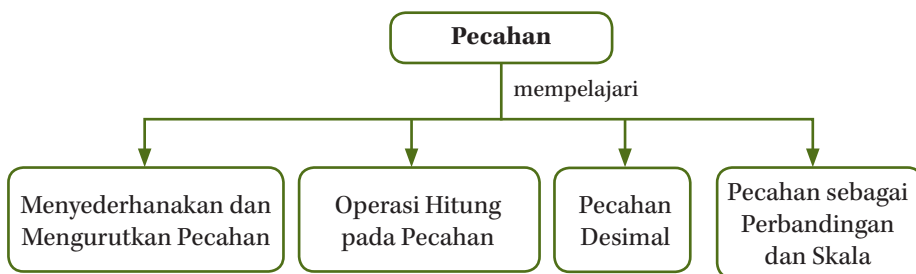 Pecahan
mempelajari
Menyederhanakan dan
Mengurutkan Pecahan
Operasi Hitung
pada Pecahan
Pecahan
Desimal
Pecahan sebagai
Perbandingan
dan Skala